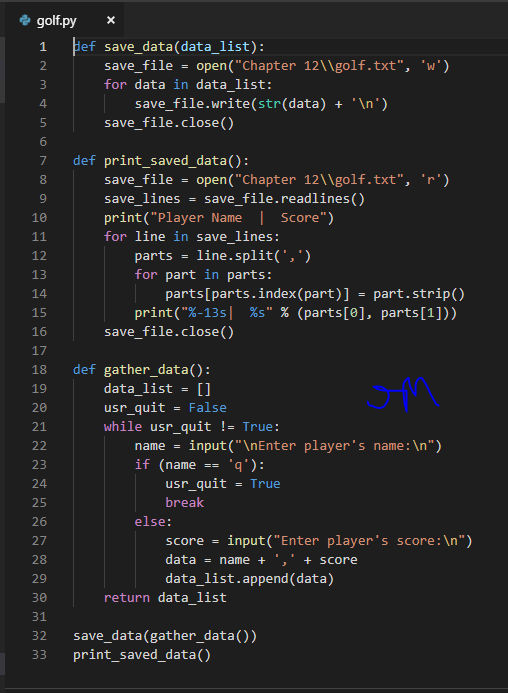 golf.py ×
1 def save_data(data_list):
2     save_file = open("Chapter 12\\golf.txt", 'w')
3     for data in data_list:
4         save_file.write(str(data) + '\n')
5     save_file.close()
6
7 def print_saved_data():
8     save_file = open("Chapter 12\\golf.txt", 'r')
9     save_lines = save_file.readlines()
10     print("Player Name  |  Score")
11     for line in save_lines:
12         parts = line.split(',')
13         for part in parts:
14             parts[parts.index(part)] = part.strip()
15         print("%-13s|  %s" % (parts[0], parts[1]))
16     save_file.close()
17
18 def gather_data():
19     data_list = []
20     usr_quit = False
21     while usr_quit != True:
22         name = input("\nEnter player's name:\n")
23         if (name == 'q'):
24             usr_quit = True
25             break
26         else:
27             score = input("Enter player's score:\n")
28             data = name + ',' + score
29             data_list.append(data)
30     return data_list
31
32 save_data(gather_data())
33 print_saved_data()